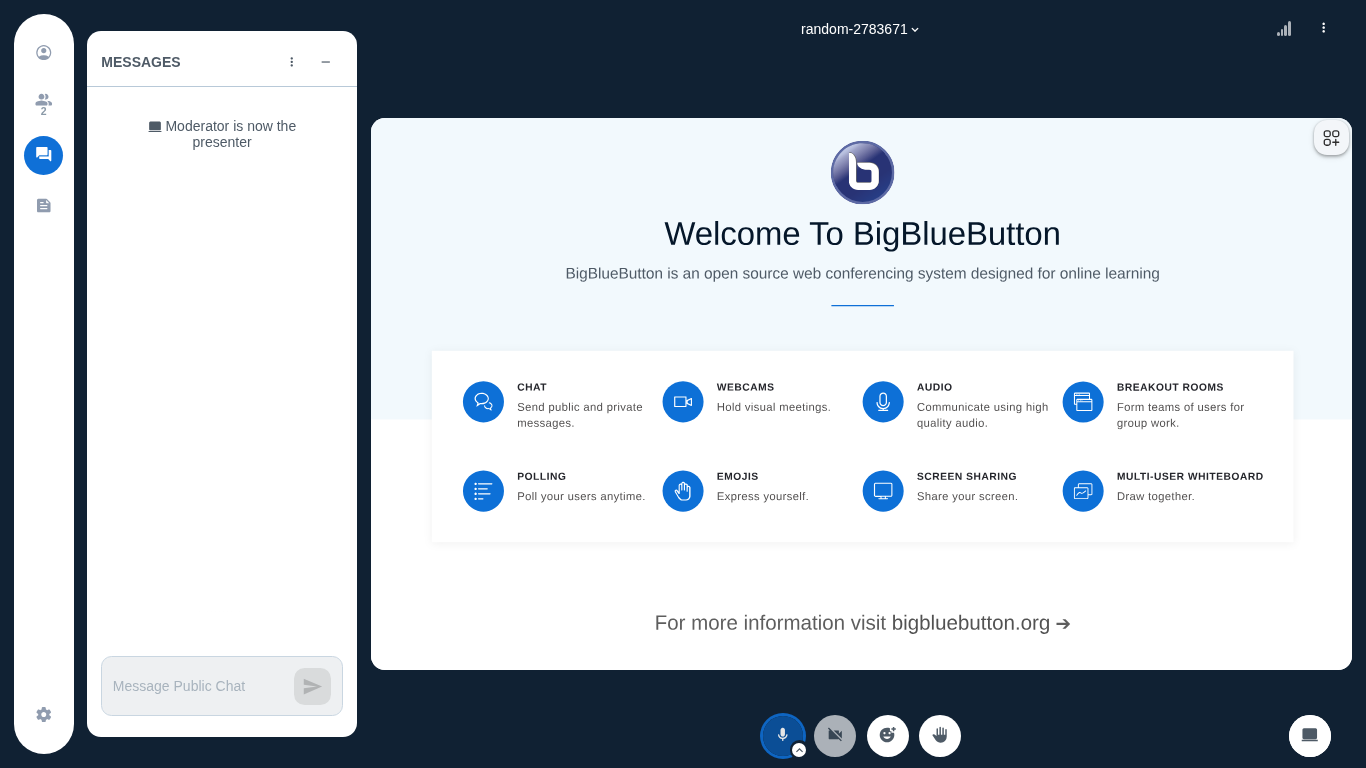 random-2783671
2
MESSAGES
Moderator is now the
presenter
Message Public Chat
Welcome To BigBlueButton
BigBlueButton is an open source web conferencing system designed for online learning
CHAT
Send public and private
messages.
WEBCAMS
Hold visual meetings.
AUDIO
Communicate using high
quality audio.
BREAKOUT ROOMS
Form teams of users for
group work.
POLLING
Poll your users anytime.
EMOJIS
Express yourself.
SCREEN SHARING
Share your screen.
MULTI-USER WHITEBOARD
Draw together.
For more information visit bigbluebutton.org ➔